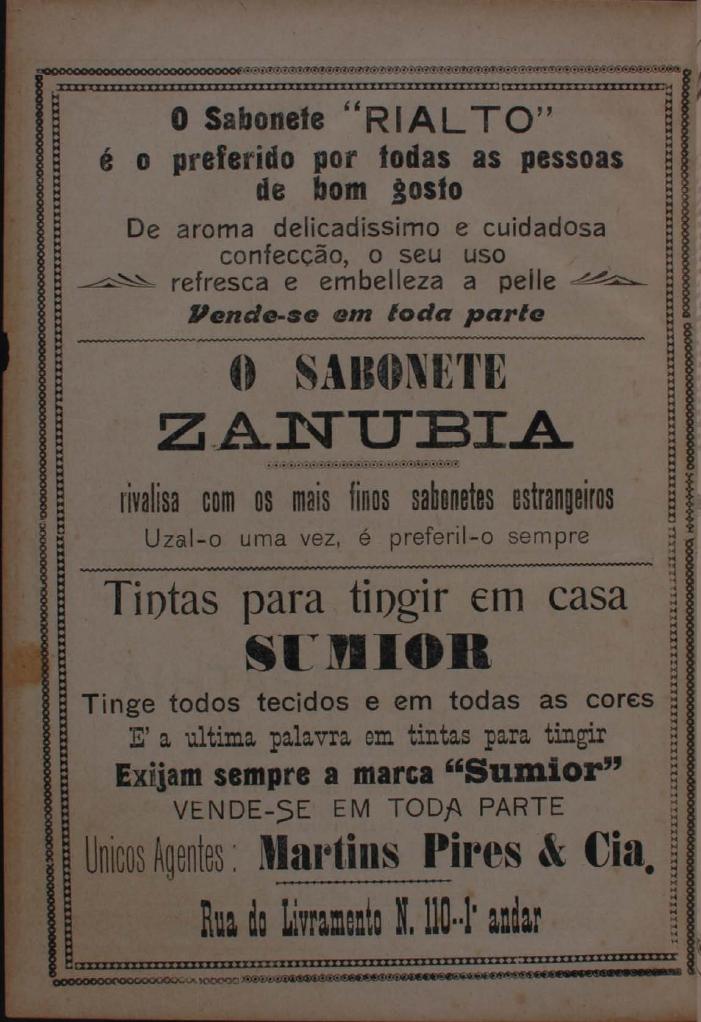 O Sabonete "RIALTO"
é o preferido por todas as pessoas
de bom gosto
De aroma delicadissimo e cuidadosa
confecção, o seu uso
refresca e embelleza a pelle
Vende-se em toda parte
O SABONETE
ZANUBIA
rivalisa com os mais finos sabonetes estrangeiros
Uzal-o uma vez, é preferil-o sempre
Tintas para tingir em casa
SUMIOR
Tinge todos tecidos e em todas as cores
E' a ultima palavra em tintas para tingir
Exijam sempre a marca "Sumior"
VENDE-SE EM TODA PARTE
Unicos Agentes: Martins Pires & Cia.
Rua do Livramento N. 110--1º andar